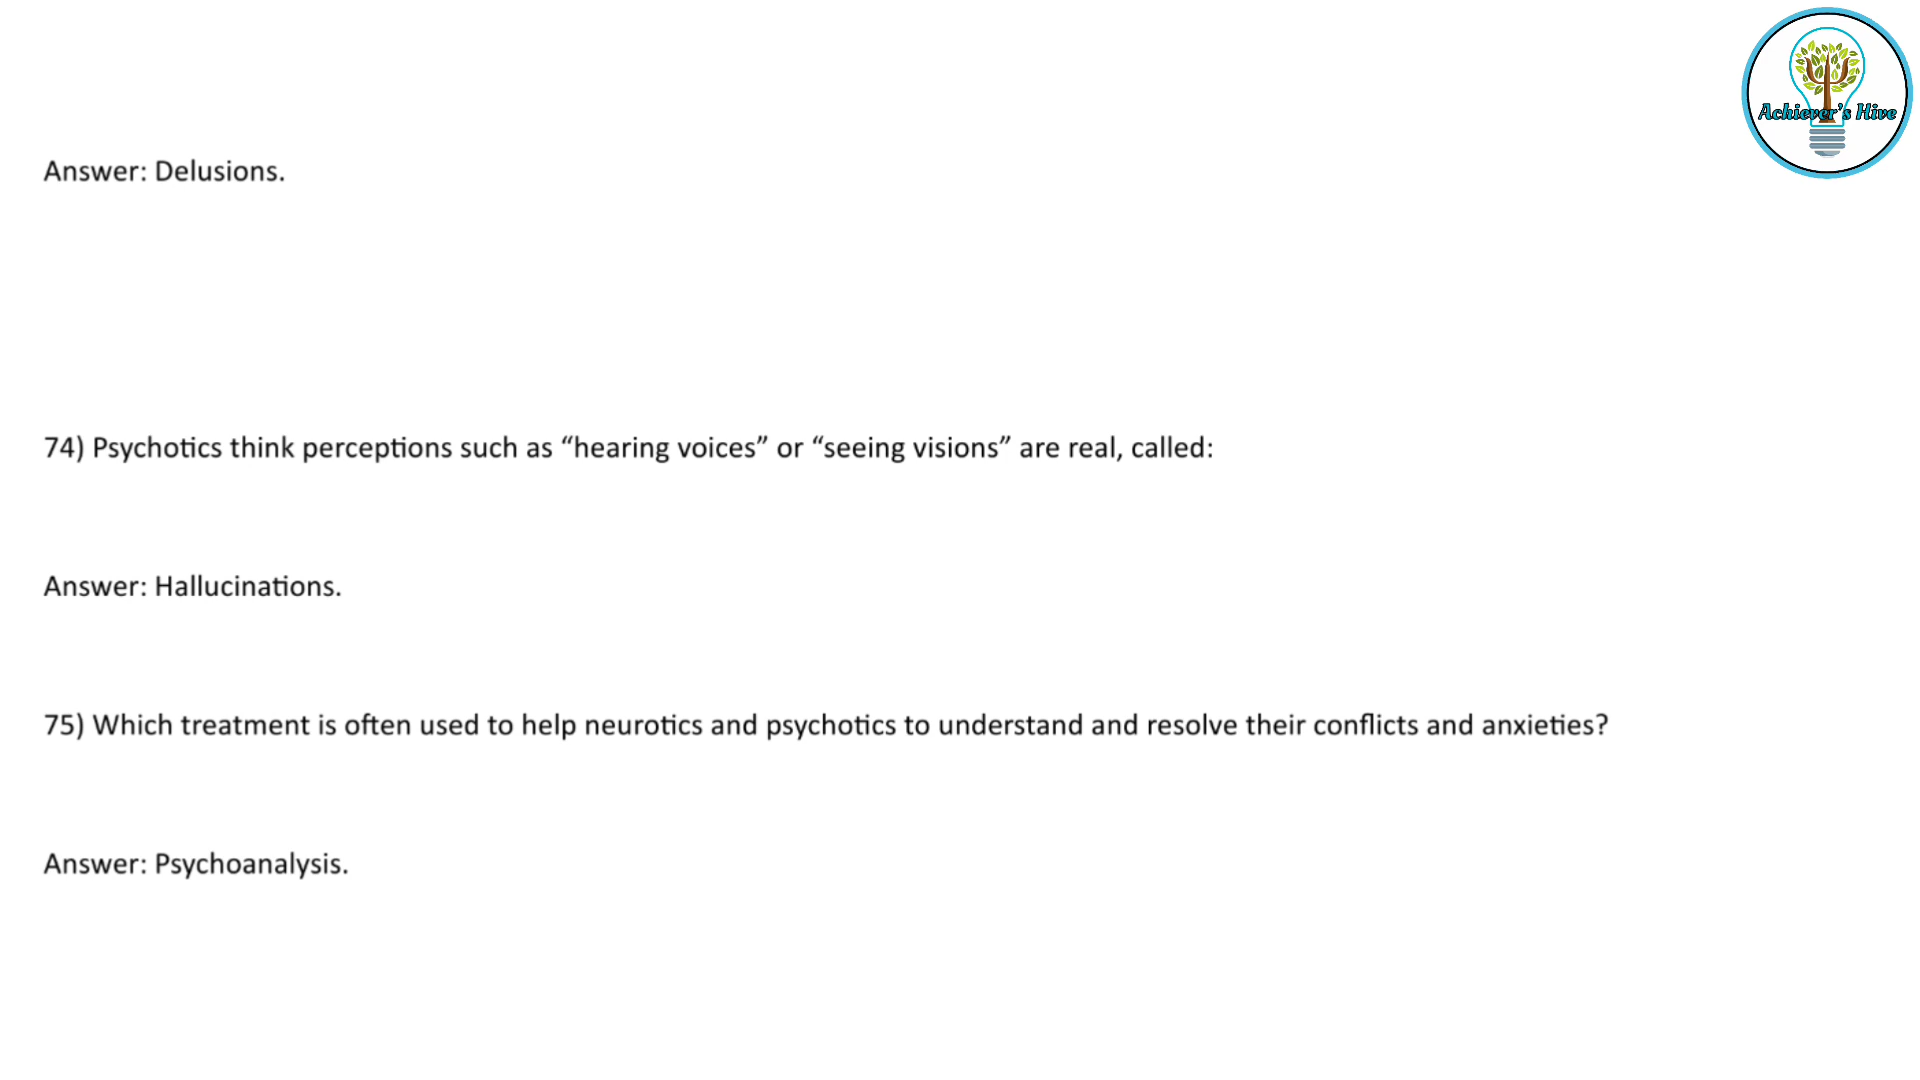 Achiever's Hive
Answer: Delusions.
74) Psychotics think perceptions such as “hearing voices” or “seeing visions” are real, called:
Answer: Hallucinations.
75) Which treatment is often used to help neurotics and psychotics to understand and resolve their conflicts and anxieties?
Answer: Psychoanalysis.